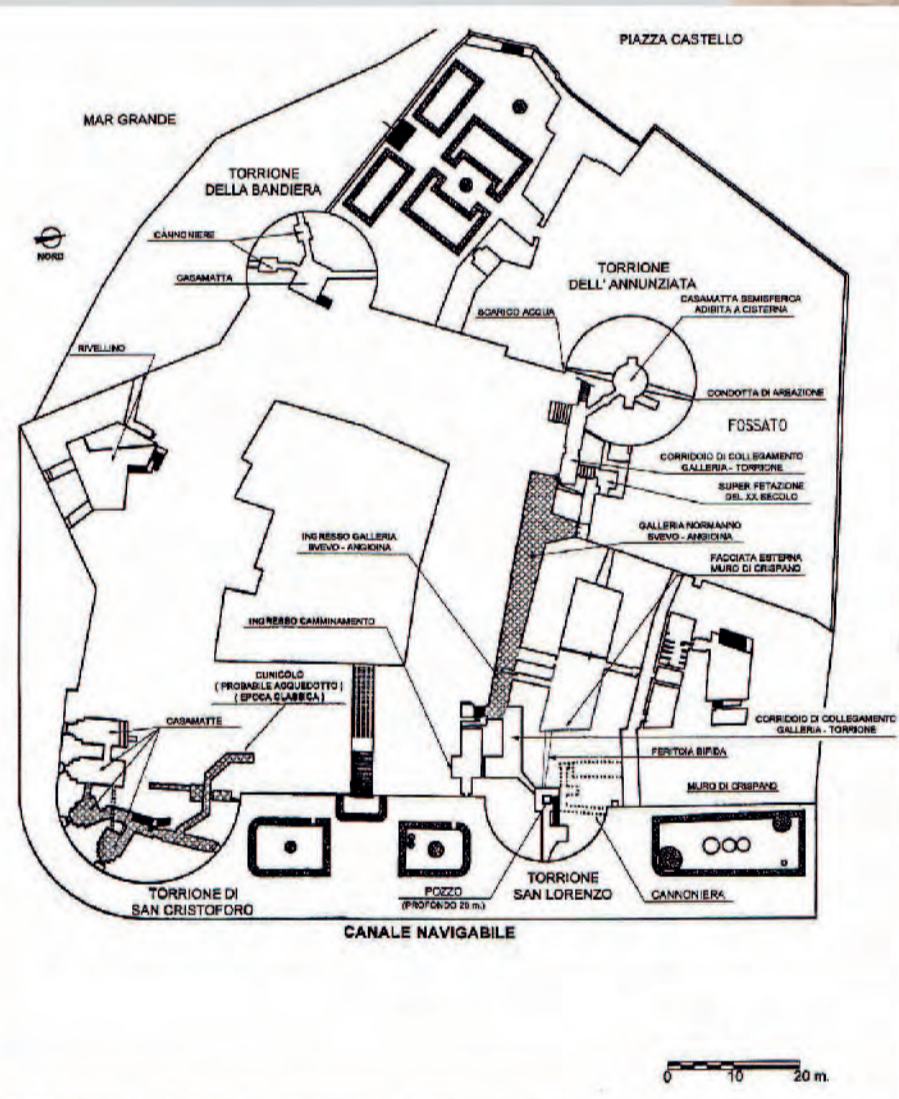 PIAZZA CASTELLO
MAR GRANDE
TORRIONE
DELLA BANDIERA
NORD
CANNONIERE
CASAMATTA
TORRIONE
DELL' ANNUNZIATA
CASAMATTA SEMISFERICA
ADIBITA A CISTERNA
SCARICO ACQUA
RIVELLINO
CONDOTTA DI AREAZIONE
FOSSATO
CORRIDOIO DI COLLEGAMENTO
GALLERIA - TORRIONE
SUPER FETAZIONE
DEL XX SECOLO
GALLERIA NORMANNO
SVEVO - ANGIOINA
INGRESSO GALLERIA
SVEVO - ANGIOINA
FACCIATA ESTERNA
MURO DI CRISPANO
INGRESSO CAMMINAMENTO
CUNICOLO
( PROBABILE ACQUEDOTTO )
( EPOCA CLASSICA )
CASAMATTE
CORRIDOIO DI COLLEGAMENTO
GALLERIA - TORRIONE
FERITOIA BIFIDA
MURO DI CRISPANO
TORRIONE DI
SAN CRISTOFORO
POZZO
(PROFONDO 20 m.)
TORRIONE
SAN LORENZO
CANNONIERA
CANALE NAVIGABILE
0 10 20 m.